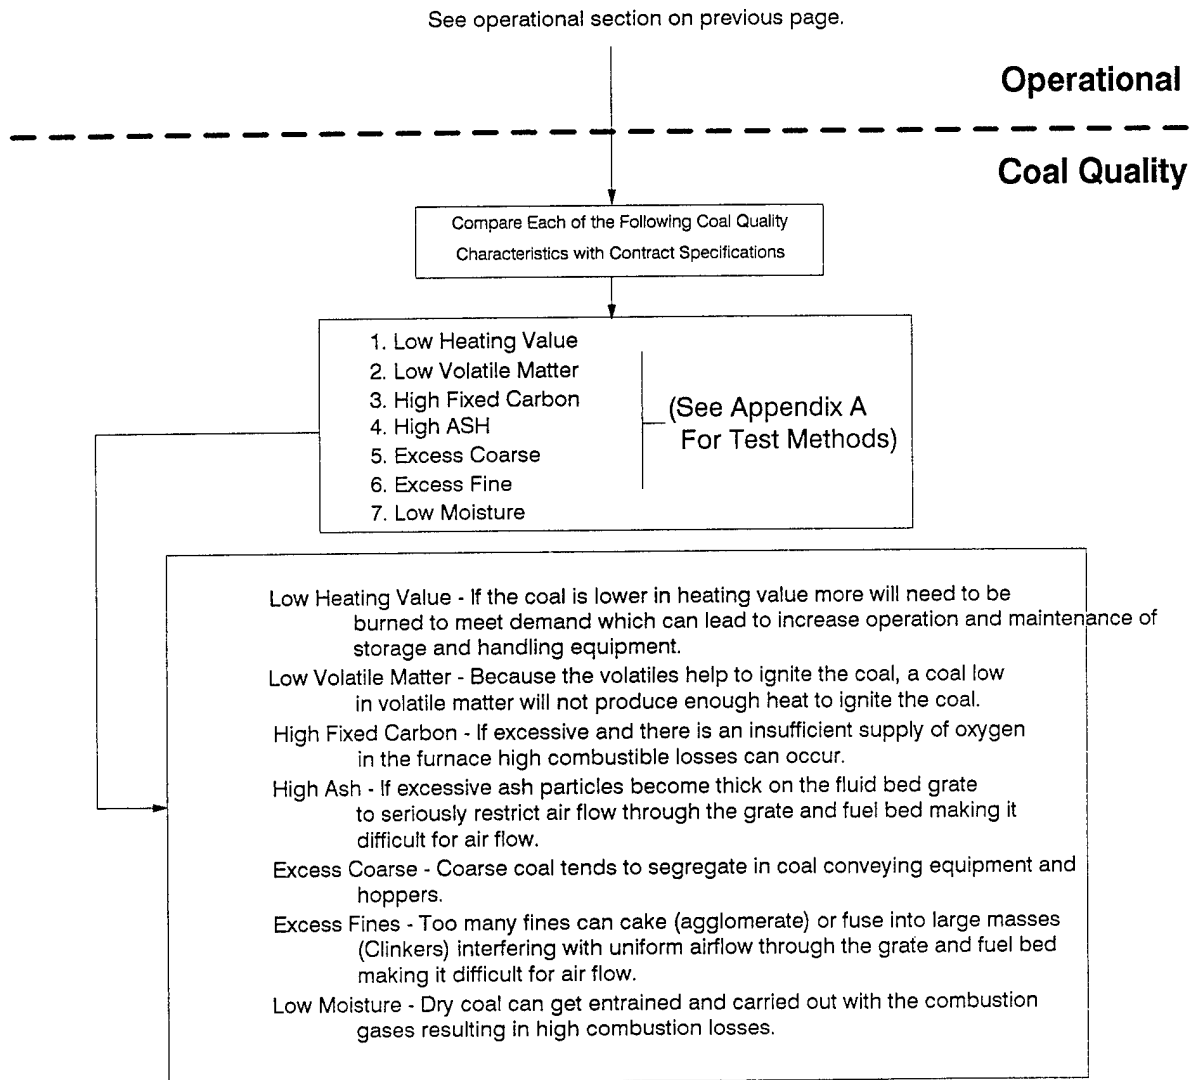 See operational section on previous page.
Operational
Coal Quality
Compare Each of the Following Coal Quality
Characteristics with Contract Specifications
1. Low Heating Value
2. Low Volatile Matter
3. High Fixed Carbon
4. High ASH
5. Excess Coarse
6. Excess Fine
7. Low Moisture
(See Appendix A
For Test Methods)
Low Heating Value - If the coal is lower in heating value more will need to be
burned to meet demand which can lead to increase operation and maintenance of
storage and handling equipment.
Low Volatile Matter - Because the volatiles help to ignite the coal, a coal low
in volatile matter will not produce enough heat to ignite the coal.
High Fixed Carbon - If excessive and there is an insufficient supply of oxygen
in the furnace high combustible losses can occur.
High Ash - If excessive ash particles become thick on the fluid bed grate
to seriously restrict air flow through the grate and fuel bed making it
difficult for air flow.
Excess Coarse - Coarse coal tends to segregate in coal conveying equipment and
hoppers.
Excess Fines - Too many fines can cake (agglomerate) or fuse into large masses
(Clinkers) interfering with uniform airflow through the grate and fuel bed
making it difficult for air flow.
Low Moisture - Dry coal can get entrained and carried out with the combustion
gases resulting in high combustion losses.